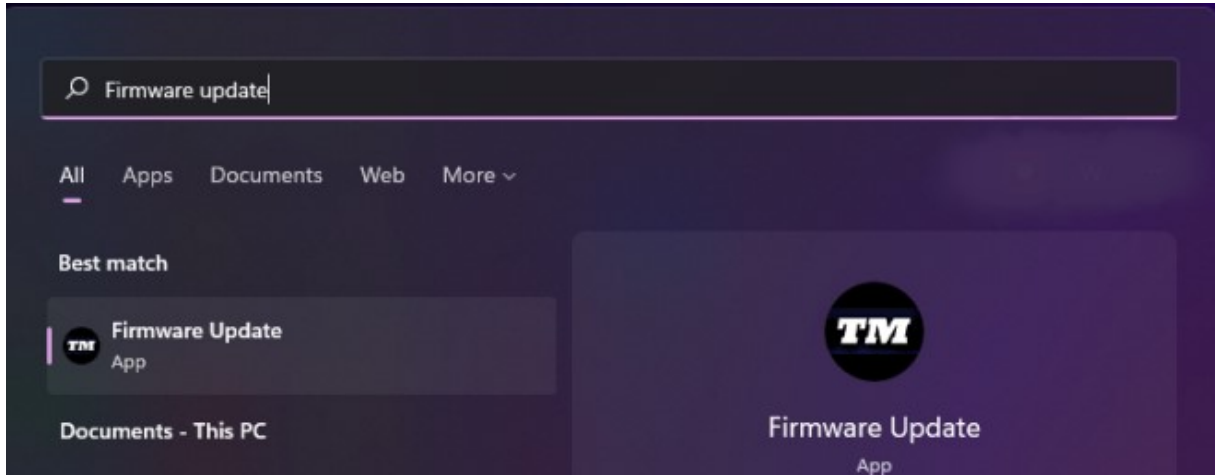 Firmware update
All Apps Documents Web More
Best match
TM
Firmware Update
App
Documents - This PC
TM
Firmware Update
App